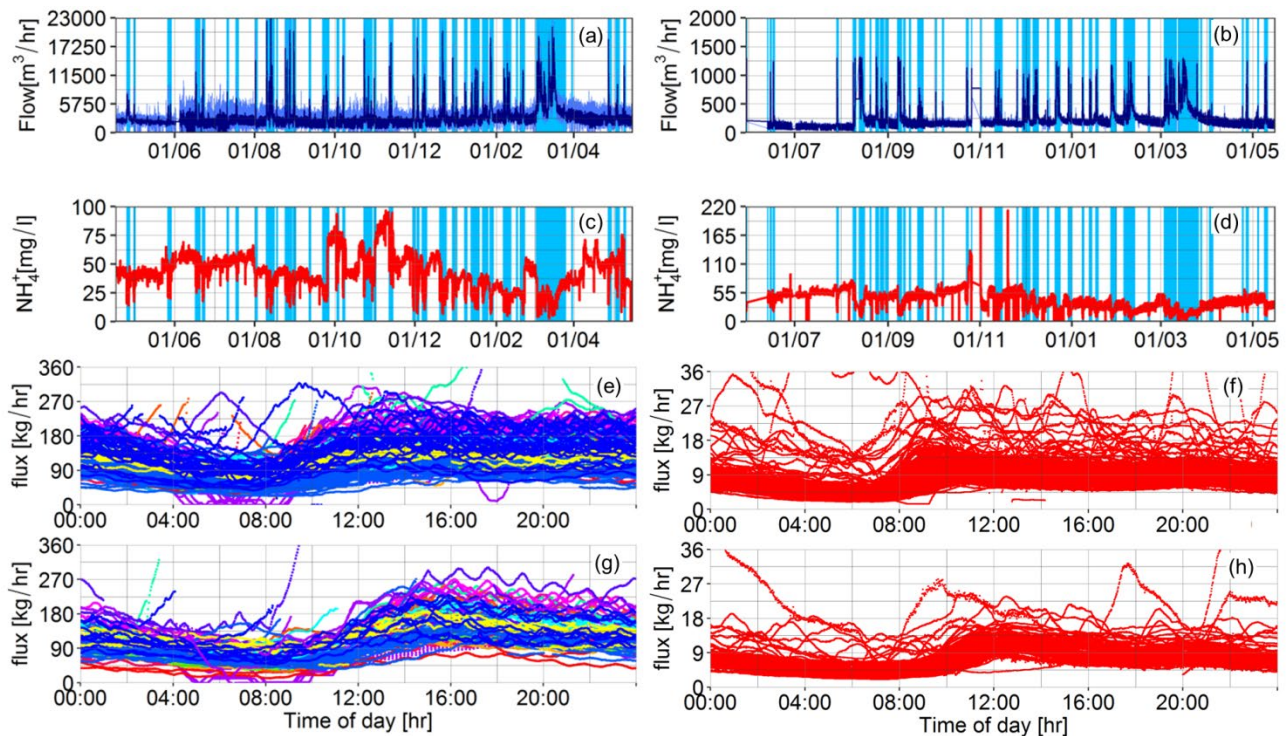 (a)
Flow[m³/hr]
23000
17250
11500
5750
0
01/06 01/08 01/10 01/12 01/02 01/04
(b)
Flow[m³/hr]
2000
1500
1000
500
0
01/07 01/09 01/11 01/01 01/03 01/05
(c)
NH₄⁺[mg/l]
100
75
50
25
0
01/06 01/08 01/10 01/12 01/02 01/04
(d)
NH₄⁺[mg/l]
220
165
110
55
0
01/07 01/09 01/11 01/01 01/03 01/05
(e)
flux [kg/hr]
360
270
180
90
0
00:00 04:00 08:00 12:00 16:00 20:00
(f)
flux [kg/hr]
36
27
18
9
0
00:00 04:00 08:00 12:00 16:00 20:00
(g)
flux [kg/hr]
360
270
180
90
0
00:00 04:00 08:00 12:00 16:00 20:00
Time of day [hr]
(h)
flux [kg/hr]
36
27
18
9
0
00:00 04:00 08:00 12:00 16:00 20:00
Time of day [hr]